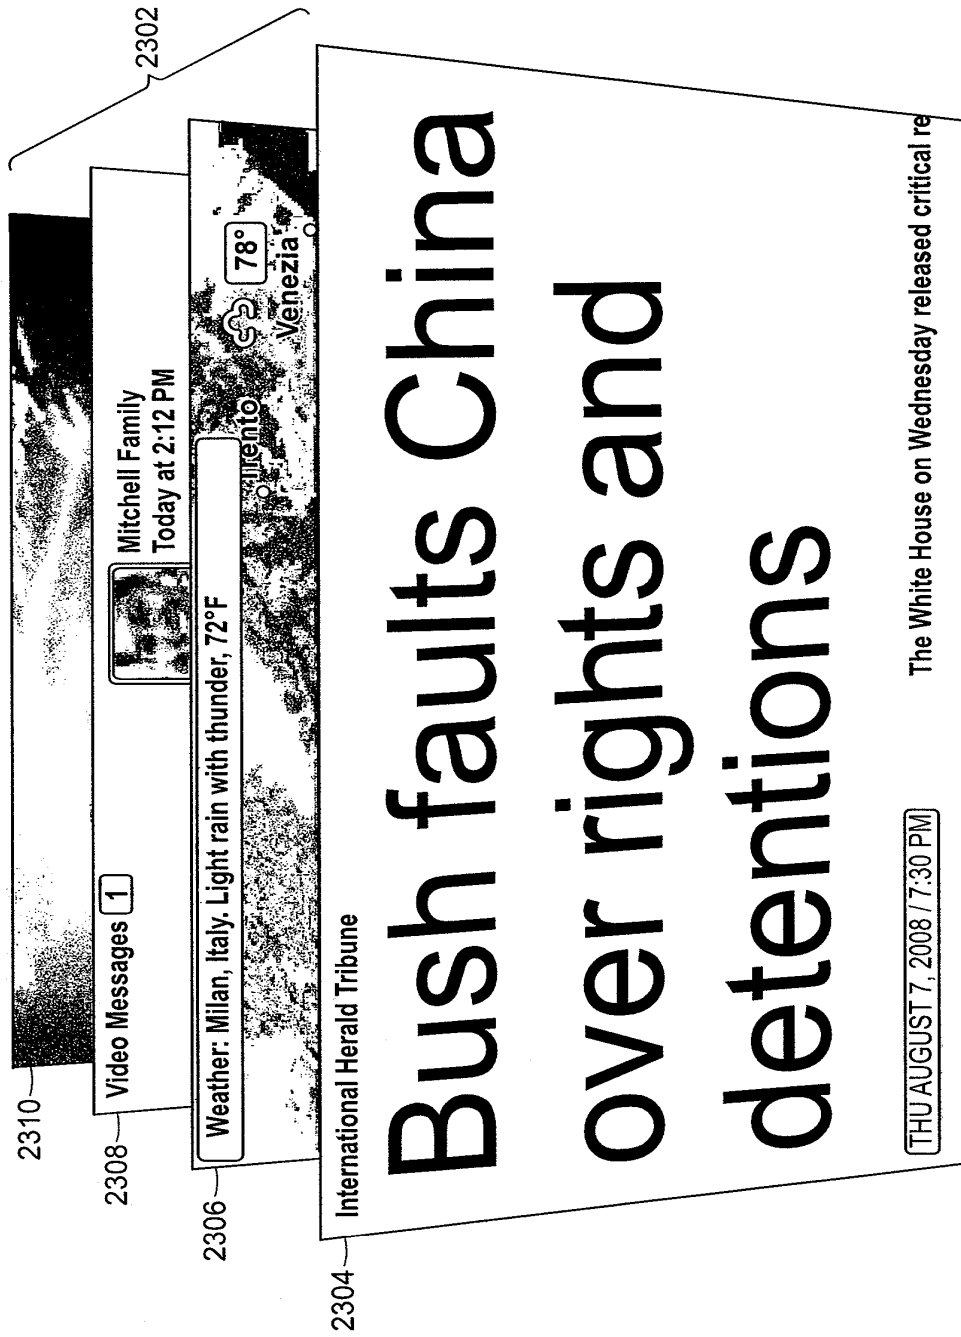 2302
2310
2308
Video Messages 1
Mitchell Family
Today at 2:12 PM
2306
Weather: Milan, Italy. Light rain with thunder, 72°F
Trento
78°
Venezia
2304
International Herald Tribune
Bush faults China
over rights and
detentions
THU AUGUST 7, 2008 / 7:30 PM
The White House on Wednesday released critical re